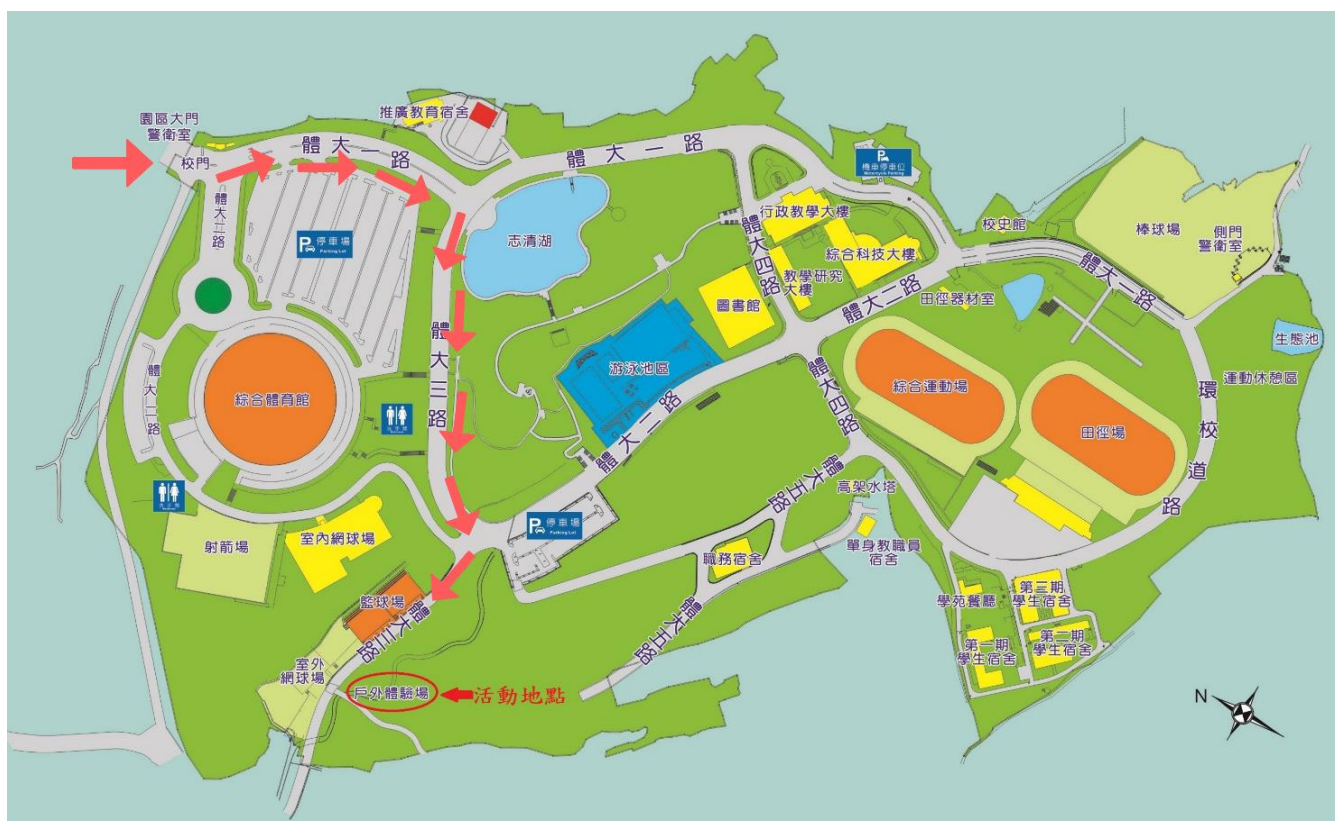 園區大門
警衛室
校門
體大一路
推廣教育宿舍
體大一路
P
機車停車位
Motorcycle Parking
體大二路
P 停車場
Parking Lot
志清湖
行政教學大樓
綜合科技大樓
教學研究
大樓
體大四路
圖書館
校史館
棒球場
側門
警衛室
體大一路
體大二路
田徑器材室
生態池
運動休憩區
環校道路
綜合運動場
田徑場
體大三路
游泳池區
體大二路
體大四路
綜合體育館
體大二路
射箭場
室內網球場
P 停車場
Parking Lot
體大五路
高架水塔
單身教職員
宿舍
職務宿舍
體大五路
學苑餐廳
第三期
學生宿舍
第一期
學生宿舍
第二期
學生宿舍
籃球場
體大三路
室外
網球場
戶外體驗場
活動地點
N